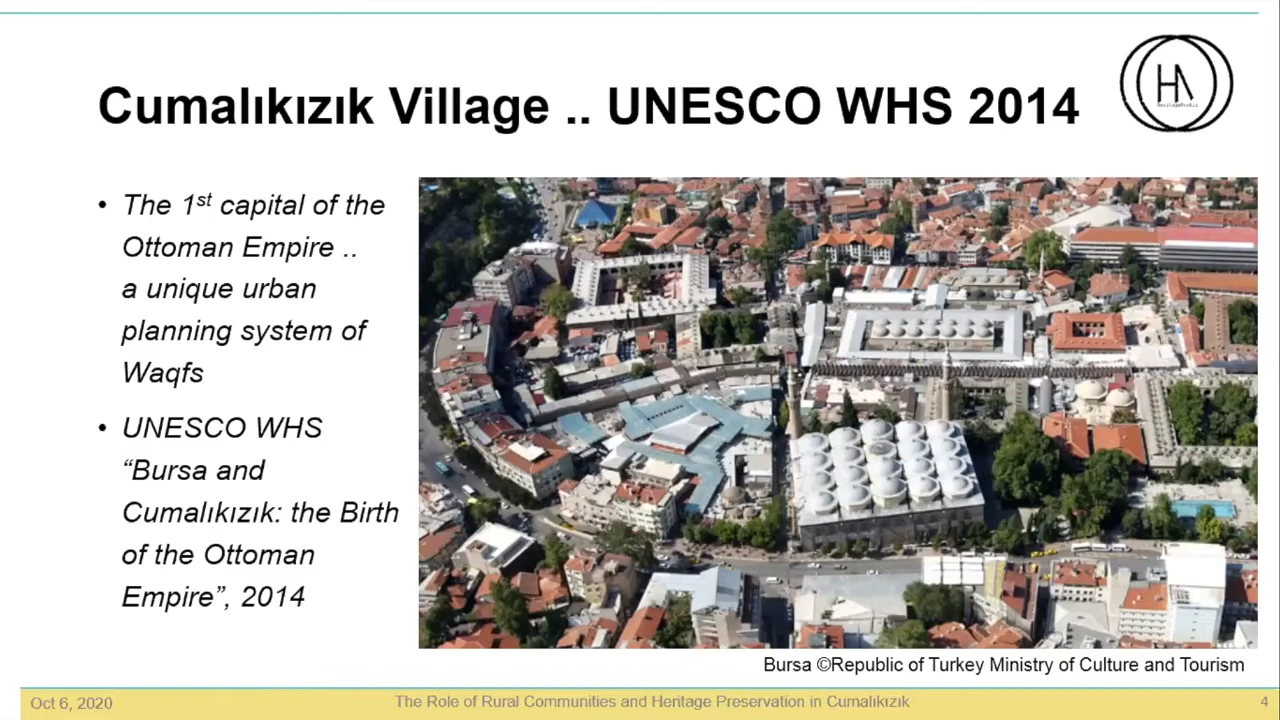 Cumalıkızık Village .. UNESCO WHS 2014
• The 1st capital of the
Ottoman Empire ..
a unique urban
planning system of
Waqfs
• UNESCO WHS
“Bursa and
Cumalıkızık: the Birth
of the Ottoman
Empire”, 2014
Bursa ©Republic of Turkey Ministry of Culture and Tourism
Oct 6, 2020
The Role of Rural Communities and Heritage Preservation in Cumalıkızık
4